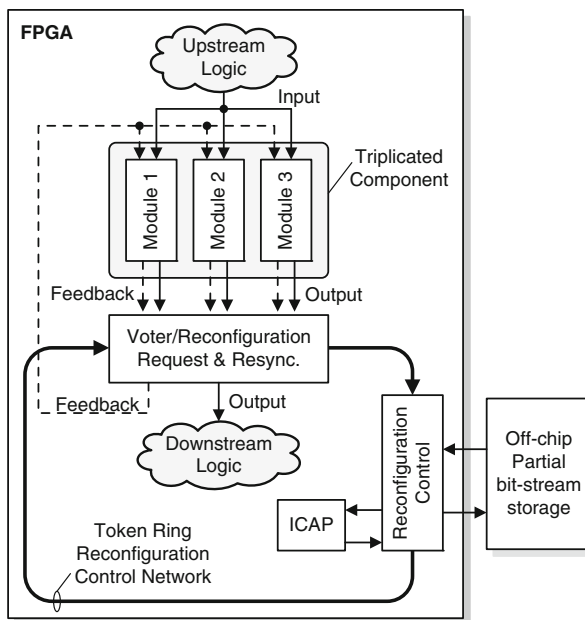 FPGA
Upstream
Logic
Input
Triplicated
Component
Module 1
Module 2
Module 3
Feedback
Output
Voter/Reconfiguration
Request & Resync.
Feedback
Output
Downstream
Logic
Reconfiguration
Control
Off-chip
Partial
bit-stream
storage
ICAP
Token Ring
Reconfiguration
Control Network